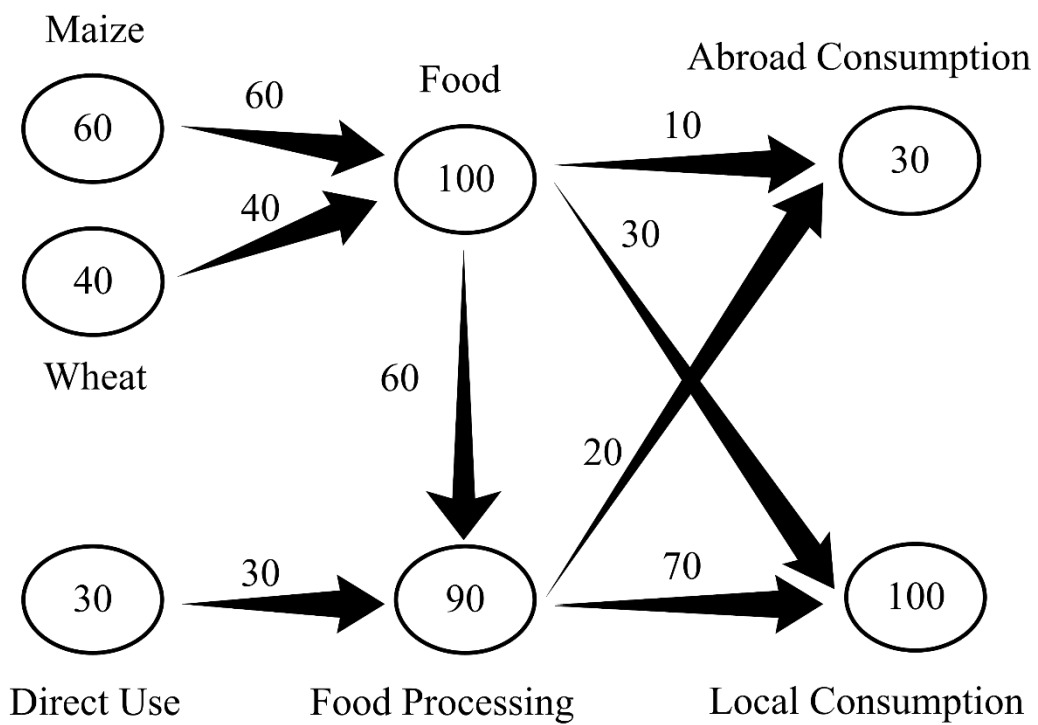 Maize
Abroad Consumption
Food
60
60
10
30
100
40
30
40
Wheat
60
20
30
70
30
90
100
Direct Use
Food Processing
Local Consumption